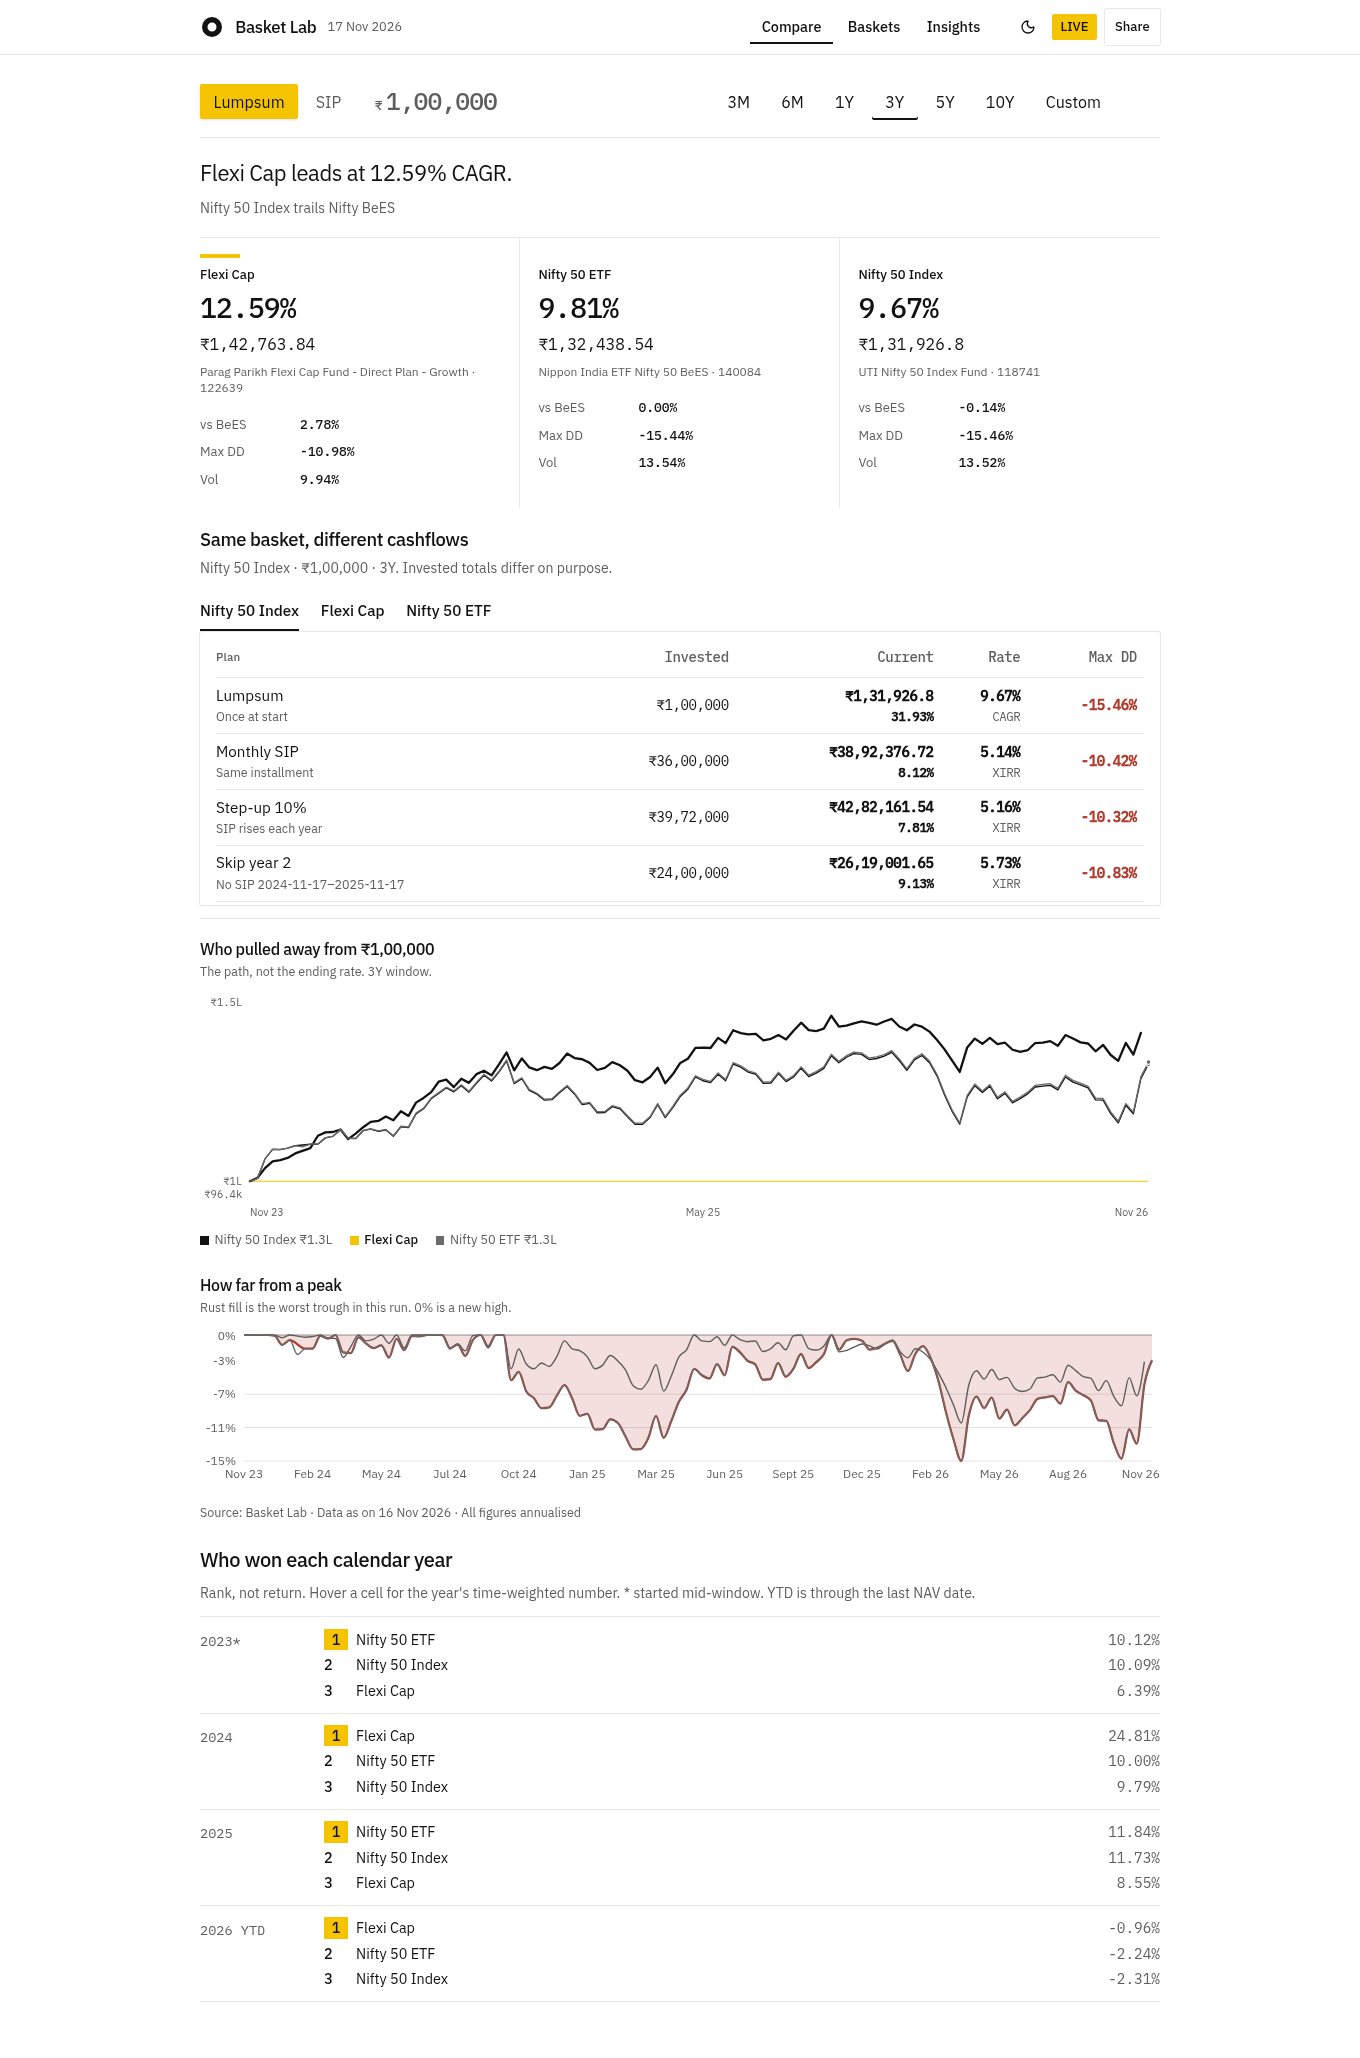 Basket Lab 17 Nov 2026 Compare Baskets Insights LIVE Share
Lumpsum SIP ₹ 1,00,000 3M 6M 1Y 3Y 5Y 10Y Custom
Flexi Cap leads at 12.59% CAGR.
Nifty 50 Index trails Nifty BeES
Flexi Cap
12.59%
₹1,42,763.84
Parag Parikh Flexi Cap Fund - Direct Plan - Growth ·
122639
vs BeES 2.78%
Max DD -10.98%
Vol 9.94%
Nifty 50 ETF
9.81%
₹1,32,438.54
Nippon India ETF Nifty 50 BeES · 140084
vs BeES 0.00%
Max DD -15.44%
Vol 13.54%
Nifty 50 Index
9.67%
₹1,31,926.8
UTI Nifty 50 Index Fund · 118741
vs BeES -0.14%
Max DD -15.46%
Vol 13.52%
Same basket, different cashflows
Nifty 50 Index · ₹1,00,000 · 3Y. Invested totals differ on purpose.
Nifty 50 Index Flexi Cap Nifty 50 ETF
Plan Invested Current Rate Max DD
Lumpsum ₹1,00,000 ₹1,31,926.8 9.67% -15.46%
Once at start 31.93% CAGR
Monthly SIP ₹36,00,000 ₹38,92,376.72 5.14% -10.42%
Same installment 8.12% XIRR
Step-up 10% ₹39,72,000 ₹42,82,161.54 5.16% -10.32%
SIP rises each year 7.81% XIRR
Skip year 2 ₹24,00,000 ₹26,19,001.65 5.73% -10.83%
No SIP 2024-11-17–2025-11-17 9.13% XIRR
Who pulled away from ₹1,00,000
The path, not the ending rate. 3Y window.
₹1.5L
₹1L
₹96.4k
Nov 23 May 25 Nov 26
Nifty 50 Index ₹1.3L Flexi Cap Nifty 50 ETF ₹1.3L
How far from a peak
Rust fill is the worst trough in this run. 0% is a new high.
0%
-3%
-7%
-11%
-15%
Nov 23 Feb 24 May 24 Jul 24 Oct 24 Jan 25 Mar 25 Jun 25 Sept 25 Dec 25 Feb 26 May 26 Aug 26 Nov 26
Source: Basket Lab · Data as on 16 Nov 2026 · All figures annualised
Who won each calendar year
Rank, not return. Hover a cell for the year's time-weighted number. * started mid-window. YTD is through the last NAV date.
2023* 1 Nifty 50 ETF 10.12%
2 Nifty 50 Index 10.09%
3 Flexi Cap 6.39%
2024 1 Flexi Cap 24.81%
2 Nifty 50 ETF 10.00%
3 Nifty 50 Index 9.79%
2025 1 Nifty 50 ETF 11.84%
2 Nifty 50 Index 11.73%
3 Flexi Cap 8.55%
2026 YTD 1 Flexi Cap -0.96%
2 Nifty 50 ETF -2.24%
3 Nifty 50 Index -2.31%